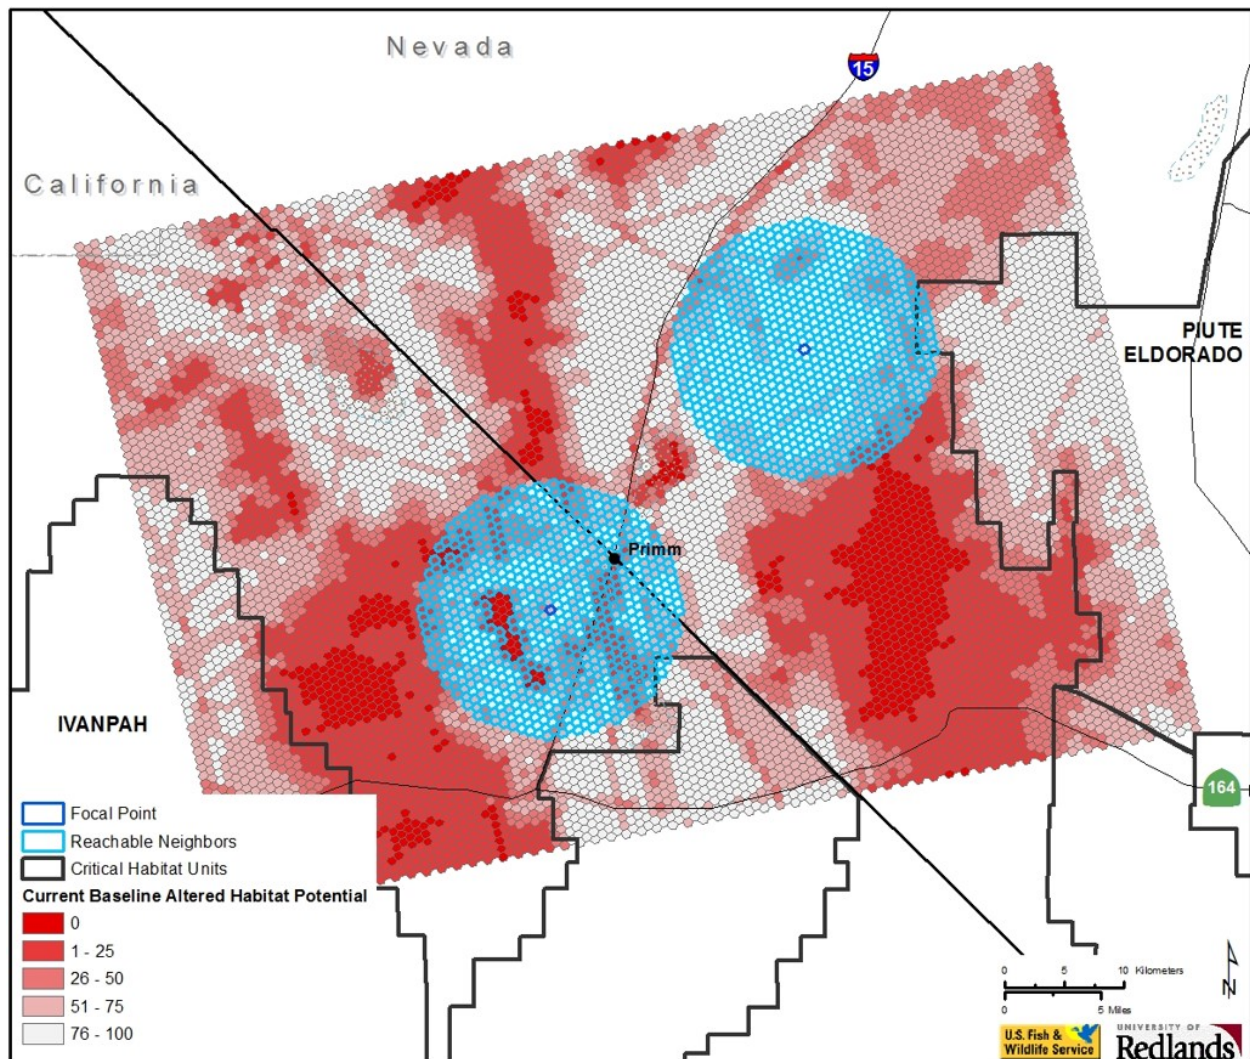 Nevada
15
California
PIUTE
ELDORADO
Primm
IVANPAH
164
Focal Point
Reachable Neighbors
Critical Habitat Units
Current Baseline Altered Habitat Potential
0
1 - 25
26 - 50
51 - 75
76 - 100
0 5 10 Kilometers
0 5 Miles
N
U.S. Fish &
Wildlife Service
UNIVERSITY OF
Redlands